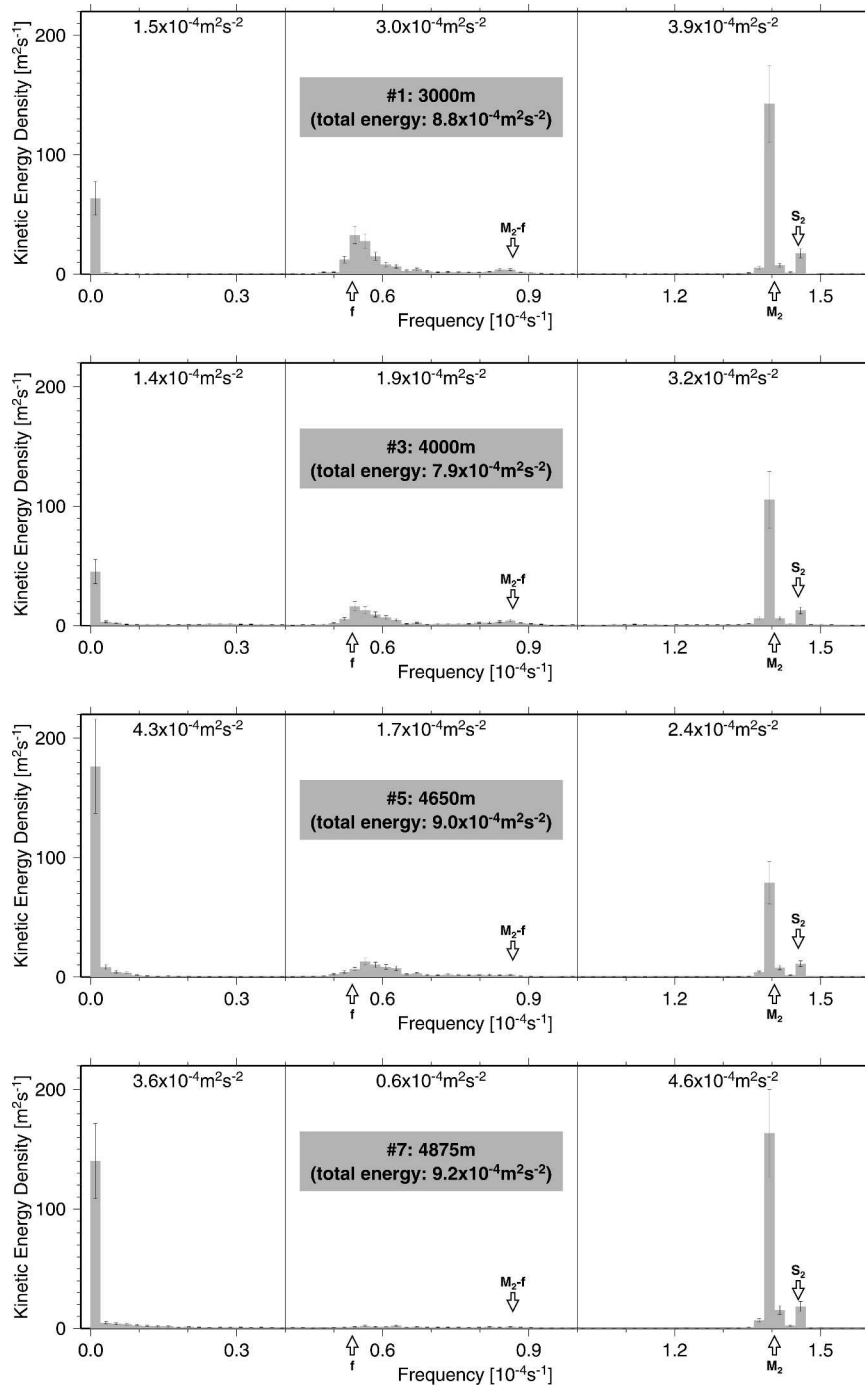 1.5x10⁻⁴m²s⁻² 3.0x10⁻⁴m²s⁻² 3.9x10⁻⁴m²s⁻²
200
#1: 3000m
(total energy: 8.8x10⁻⁴m²s⁻²)
Kinetic Energy Density [m²s⁻¹]
100
M₂-f S₂
0
0.0 0.3 0.6 0.9 1.2 1.5
f Frequency [10⁻⁴s⁻¹] M₂
1.4x10⁻⁴m²s⁻² 1.9x10⁻⁴m²s⁻² 3.2x10⁻⁴m²s⁻²
200
#3: 4000m
(total energy: 7.9x10⁻⁴m²s⁻²)
Kinetic Energy Density [m²s⁻¹]
100
M₂-f S₂
0
0.0 0.3 0.6 0.9 1.2 1.5
f Frequency [10⁻⁴s⁻¹] M₂
4.3x10⁻⁴m²s⁻² 1.7x10⁻⁴m²s⁻² 2.4x10⁻⁴m²s⁻²
200
#5: 4650m
(total energy: 9.0x10⁻⁴m²s⁻²)
Kinetic Energy Density [m²s⁻¹]
100
M₂-f S₂
0
0.0 0.3 0.6 0.9 1.2 1.5
f Frequency [10⁻⁴s⁻¹] M₂
3.6x10⁻⁴m²s⁻² 0.6x10⁻⁴m²s⁻² 4.6x10⁻⁴m²s⁻²
200
#7: 4875m
(total energy: 9.2x10⁻⁴m²s⁻²)
Kinetic Energy Density [m²s⁻¹]
100
M₂-f S₂
0
0.0 0.3 0.6 0.9 1.2 1.5
f Frequency [10⁻⁴s⁻¹] M₂